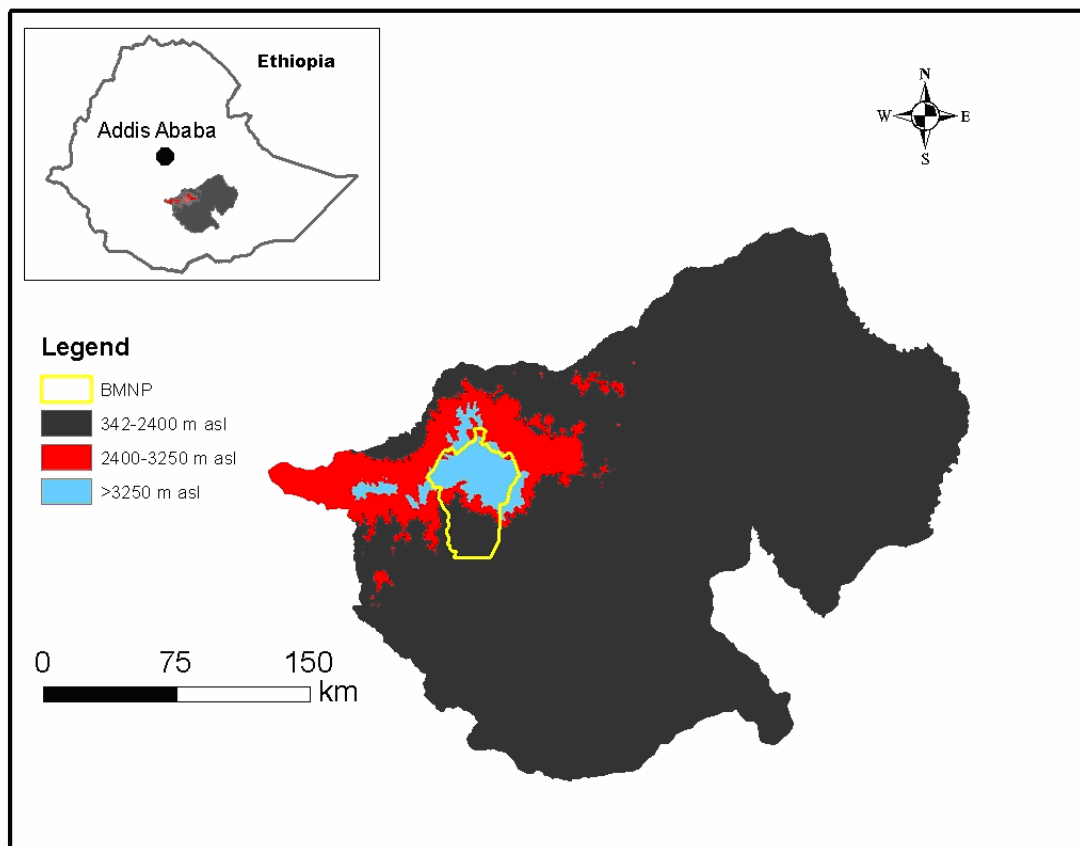 Ethiopia
Addis Ababa
N
W
E
S
Legend
BMNP
342-2400 m asl
2400-3250 m asl
>3250 m asl
0 75 150
km